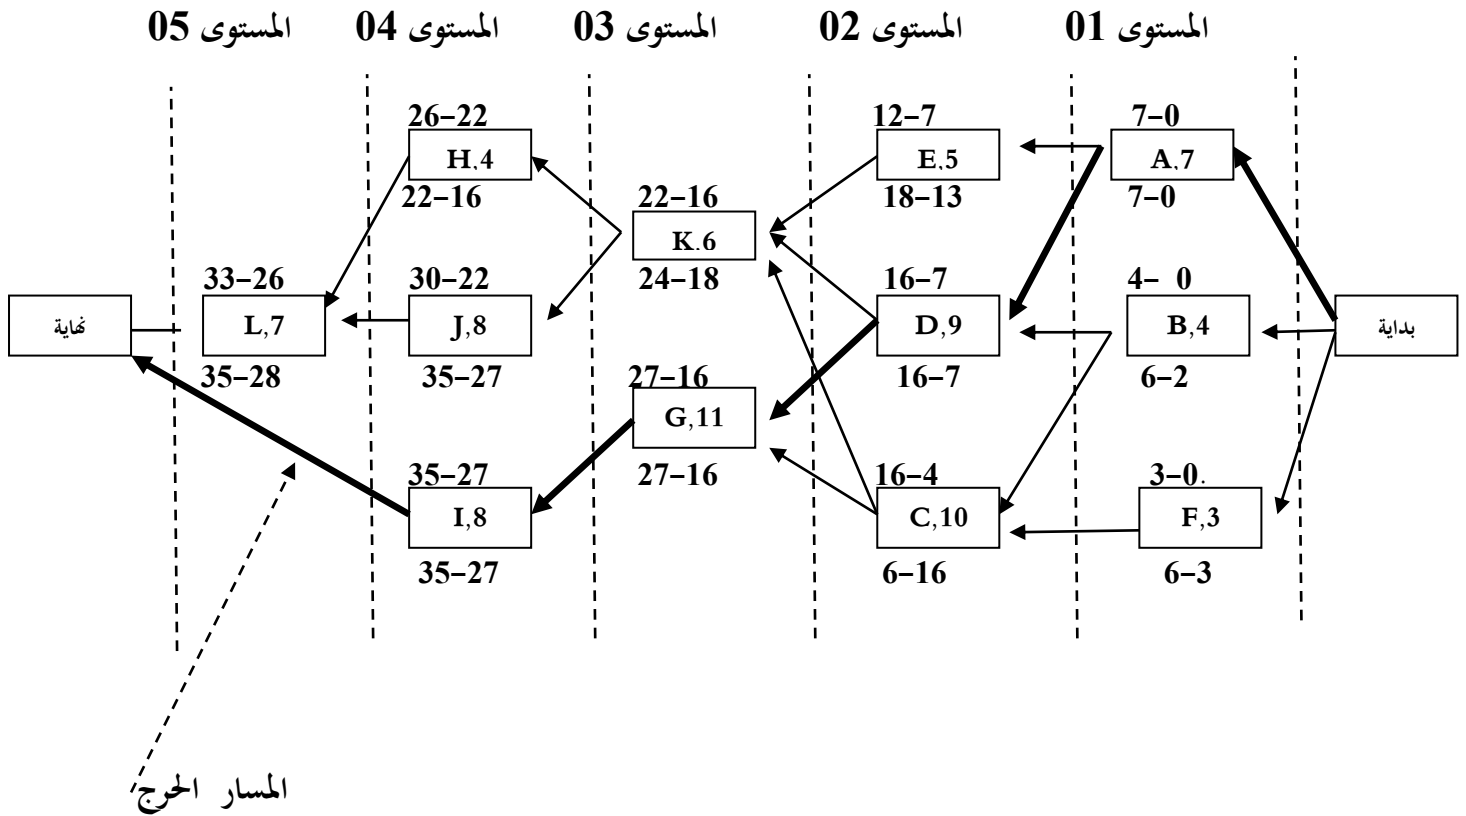 المستوى 01
المستوى 02
المستوى 03
المستوى 04
المستوى 05
7-0
A,7
7-0
4- 0
B,4
6-2
3-0.
F,3
6-3
بداية
12-7
E,5
18-13
16-7
D,9
16-7
16-4
C,10
6-16
22-16
K,6
24-18
27-16
G,11
27-16
26-22
H,4
22-16
30-22
J,8
35-27
35-27
I,8
35-27
33-26
L,7
35-28
نهاية
المسار الحرج